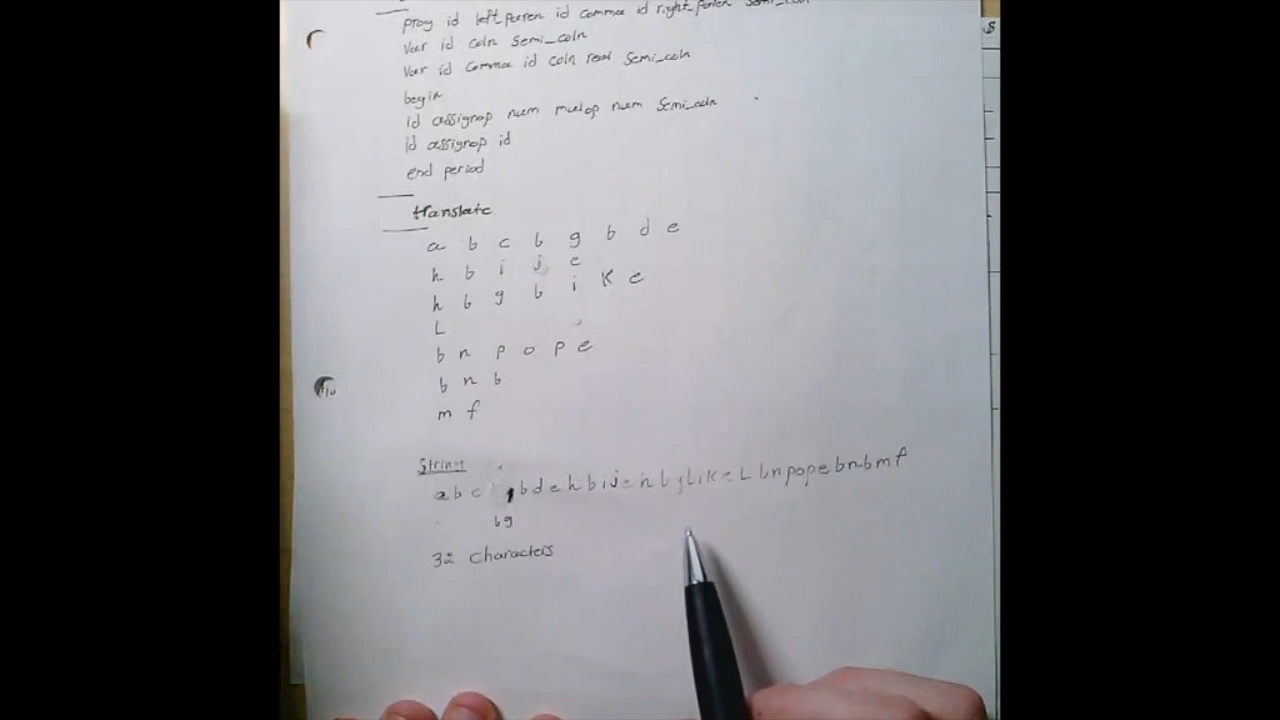 prog id left_paren id comma id right_paren semi_coln
Var id coln Semi_coln
Var id comma id coln real Semi_coln
begin
id assignop num mulop num Semi_coln
Id assignop id
end period
translate
a b c b g b d e
h b i j e
h b g b i K e
L
b n p o p e
b n b
m f
String
a b c b d e h b i j e h b g b i K e L b n p o p e b n b m f
b g
32 Characters